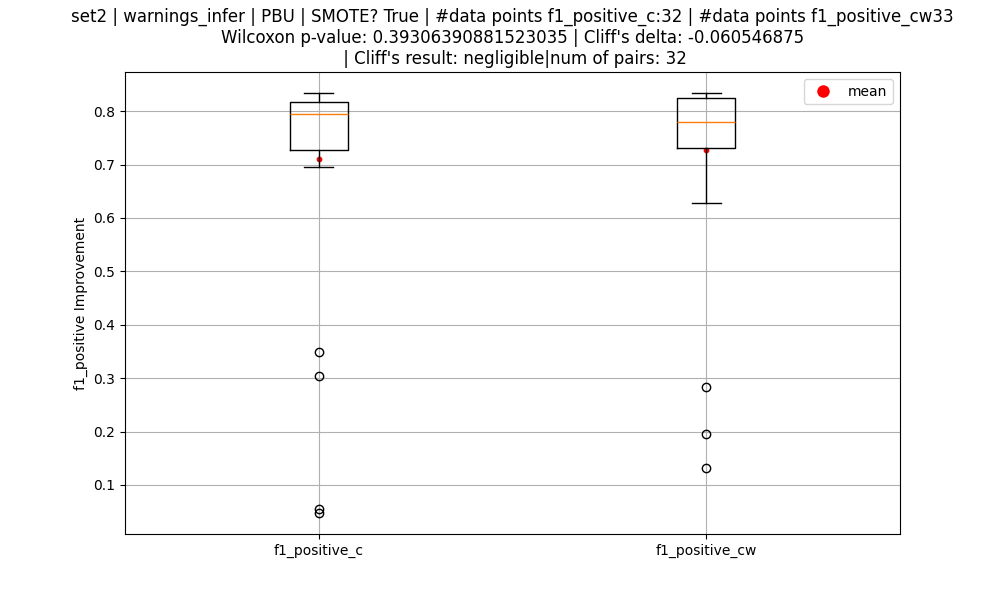 set2 | warnings_infer | PBU | SMOTE? True | #data points f1_positive_c:32 | #data points f1_positive_cw33
Wilcoxon p-value: 0.39306390881523035 | Cliff's delta: -0.060546875
| Cliff's result: negligible|num of pairs: 32
mean
0.8
0.7
0.6
0.5
0.4
0.3
0.2
0.1
f1_positive Improvement
f1_positive_c
f1_positive_cw